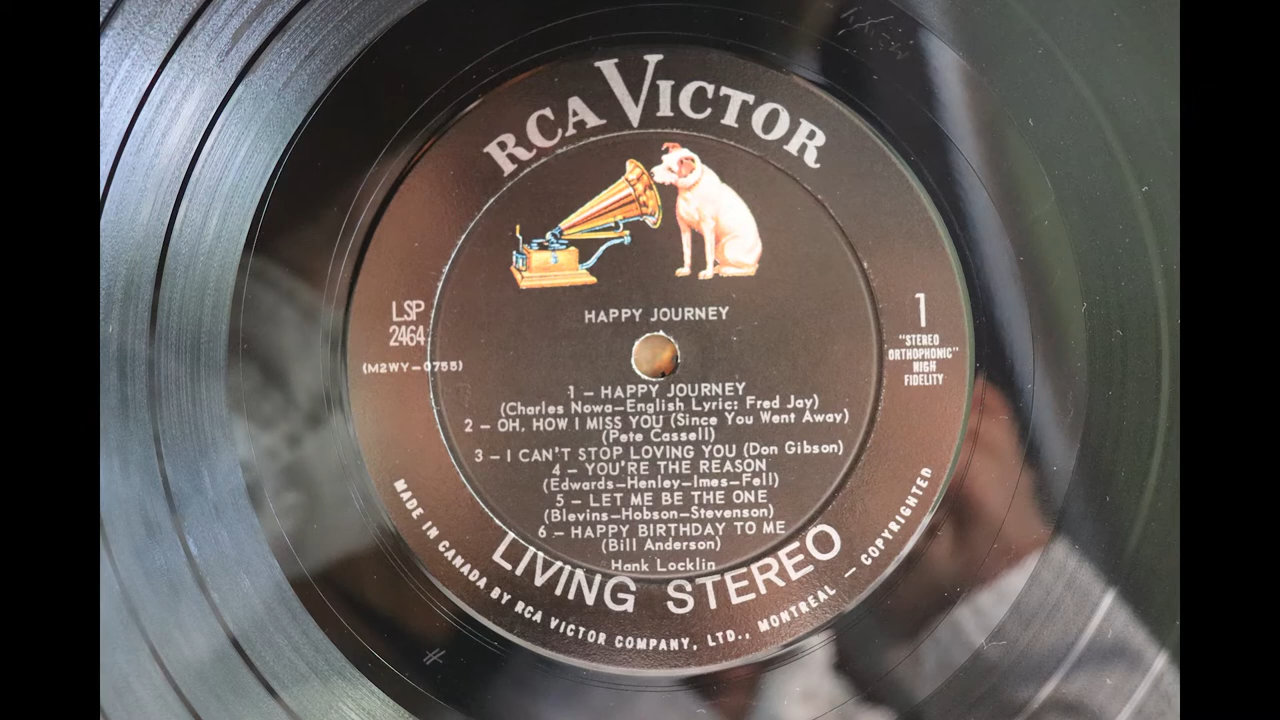 RCA VICTOR
HAPPY JOURNEY
LSP
2464
(M2WY-0755)
1
"STEREO
ORTHOPHONIC"
HIGH
FIDELITY
1 – HAPPY JOURNEY
(Charles Nowa–English Lyric: Fred Jay)
2 – OH, HOW I MISS YOU (Since You Went Away)
(Pete Cassell)
3 – I CAN'T STOP LOVING YOU (Don Gibson)
4 – YOU'RE THE REASON
(Edwards–Henley–Imes–Fell)
5 – LET ME BE THE ONE
(Blevins–Hobson–Stevenson)
6 – HAPPY BIRTHDAY TO ME
(Bill Anderson)
Hank Locklin
LIVING STEREO
MADE IN CANADA BY RCA VICTOR COMPANY, LTD., MONTREAL – COPYRIGHTED